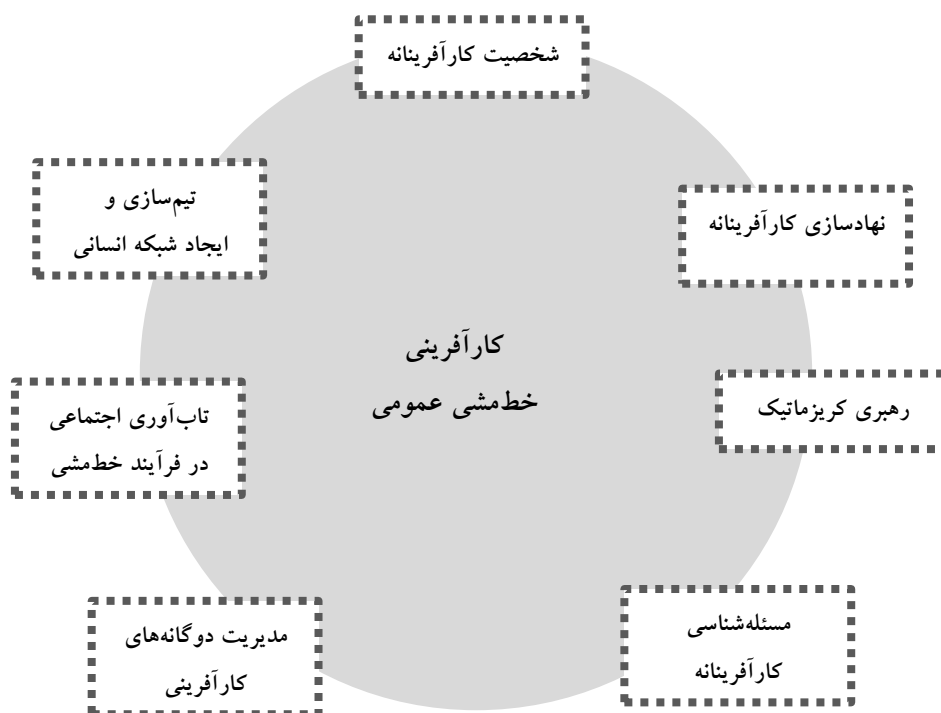 شخصیت کارآفرینانه
تیم‌سازی و
ایجاد شبکه انسانی
نهادسازی کارآفرینانه
کارآفرینی
خط‌مشی عمومی
تاب‌آوری اجتماعی
در فرآیند خط‌مشی
رهبری کریزماتیک
مدیریت دوگانه‌های
کارآفرینی
مسئله‌شناسی
کارآفرینانه